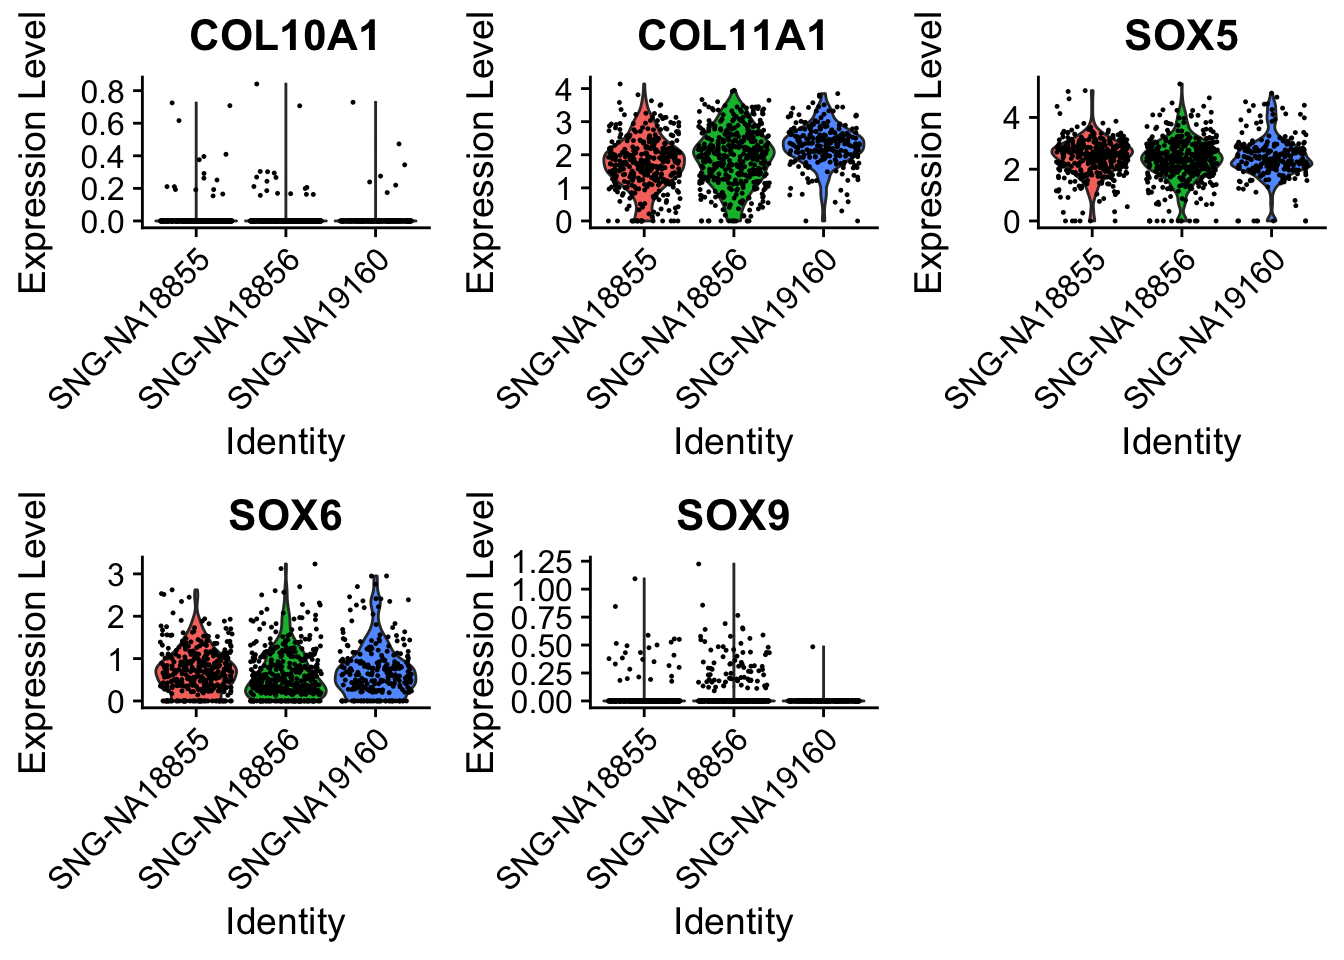 COL10A1
Expression Level
0.8
0.6
0.4
0.2
0.0
SNG-NA18855
SNG-NA18856
SNG-NA19160
Identity
COL11A1
Expression Level
4
3
2
1
0
SNG-NA18855
SNG-NA18856
SNG-NA19160
Identity
SOX5
Expression Level
4
2
0
SNG-NA18855
SNG-NA18856
SNG-NA19160
Identity
SOX6
Expression Level
3
2
1
0
SNG-NA18855
SNG-NA18856
SNG-NA19160
Identity
SOX9
Expression Level
1.25
1.00
0.75
0.50
0.25
0.00
SNG-NA18855
SNG-NA18856
SNG-NA19160
Identity